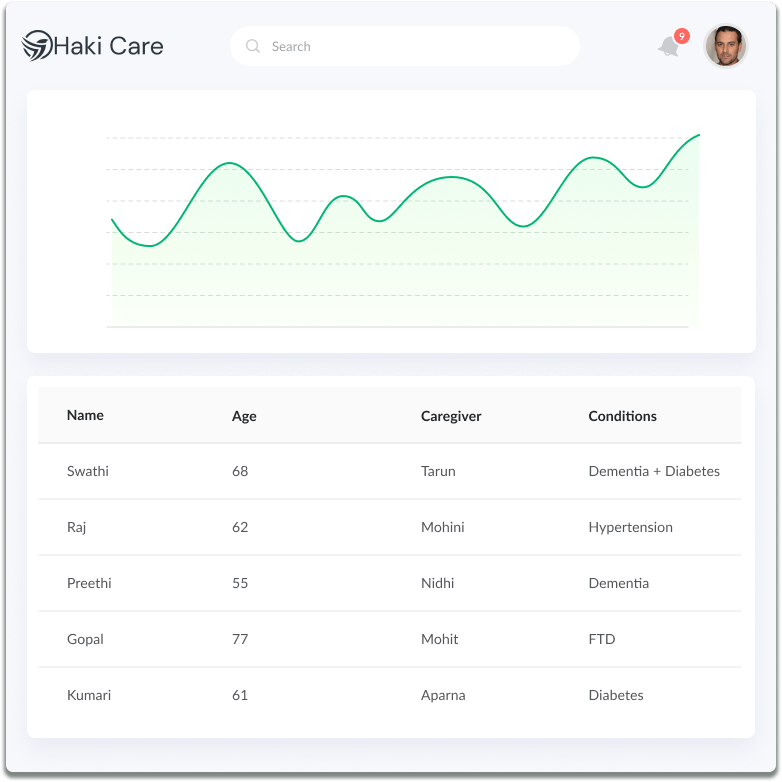 Haki Care
Search
9
Name Age Caregiver Conditions
Swathi 68 Tarun Dementia + Diabetes
Raj 62 Mohini Hypertension
Preethi 55 Nidhi Dementia
Gopal 77 Mohit FTD
Kumari 61 Aparna Diabetes